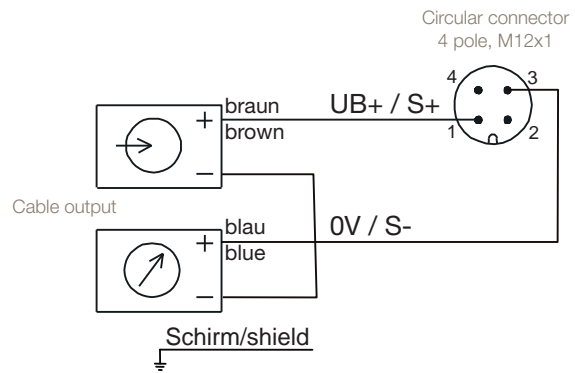 Circular connector
4 pole, M12x1
4 3
1 2
braun UB+ / S+
+ brown
−
Cable output
blau 0V / S-
+ blue
−
Schirm/shield